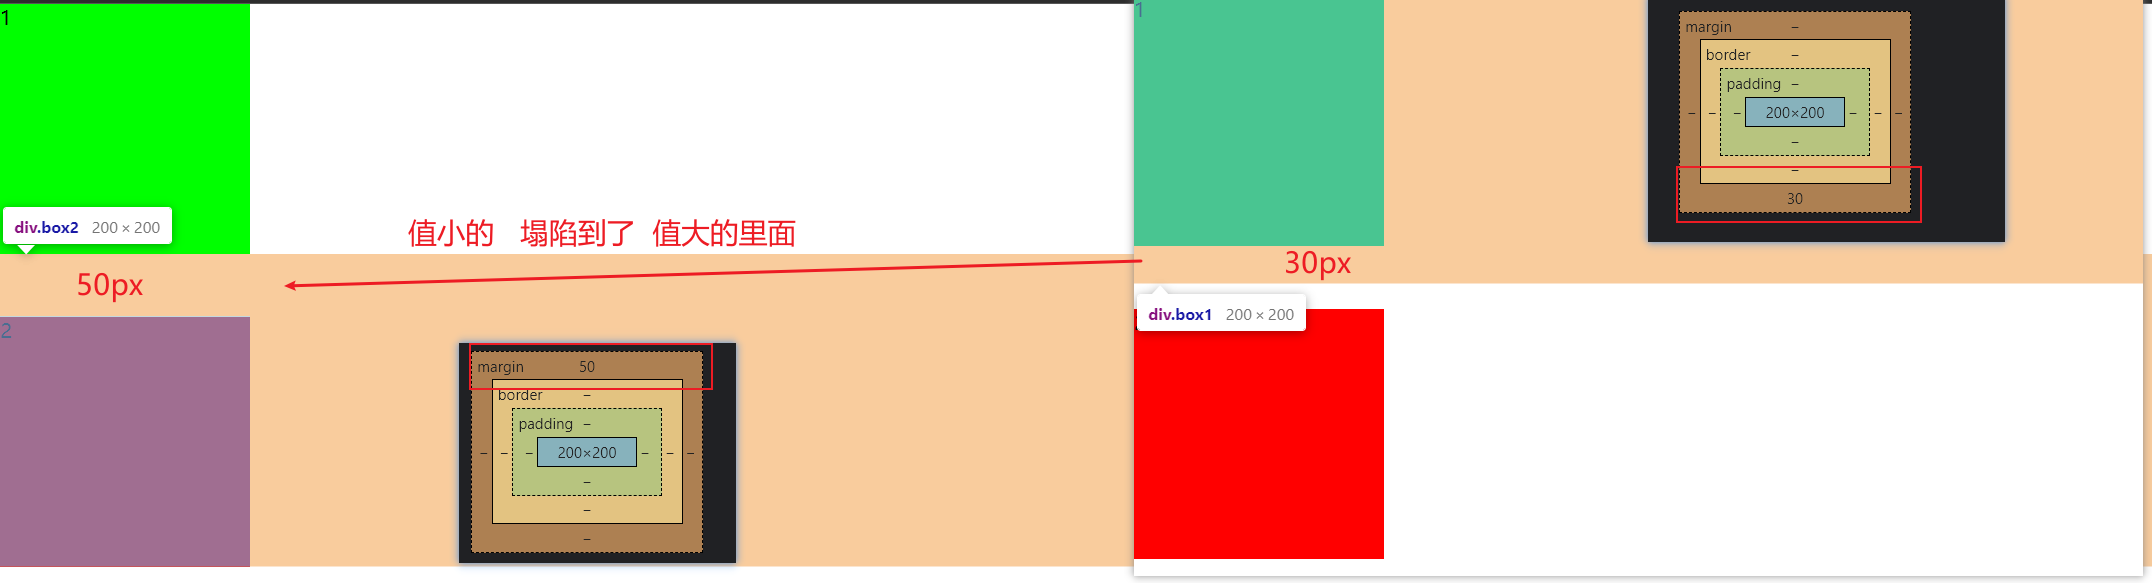 1
div.box2 200 × 200
值小的 塌陷到了 值大的里面
50px
2
margin 50
border –
padding –
– – – 200×200 – – –
–
–
–
1
margin –
border –
padding –
– – – 200×200 – – –
–
–
30
30px
div.box1 200 × 200